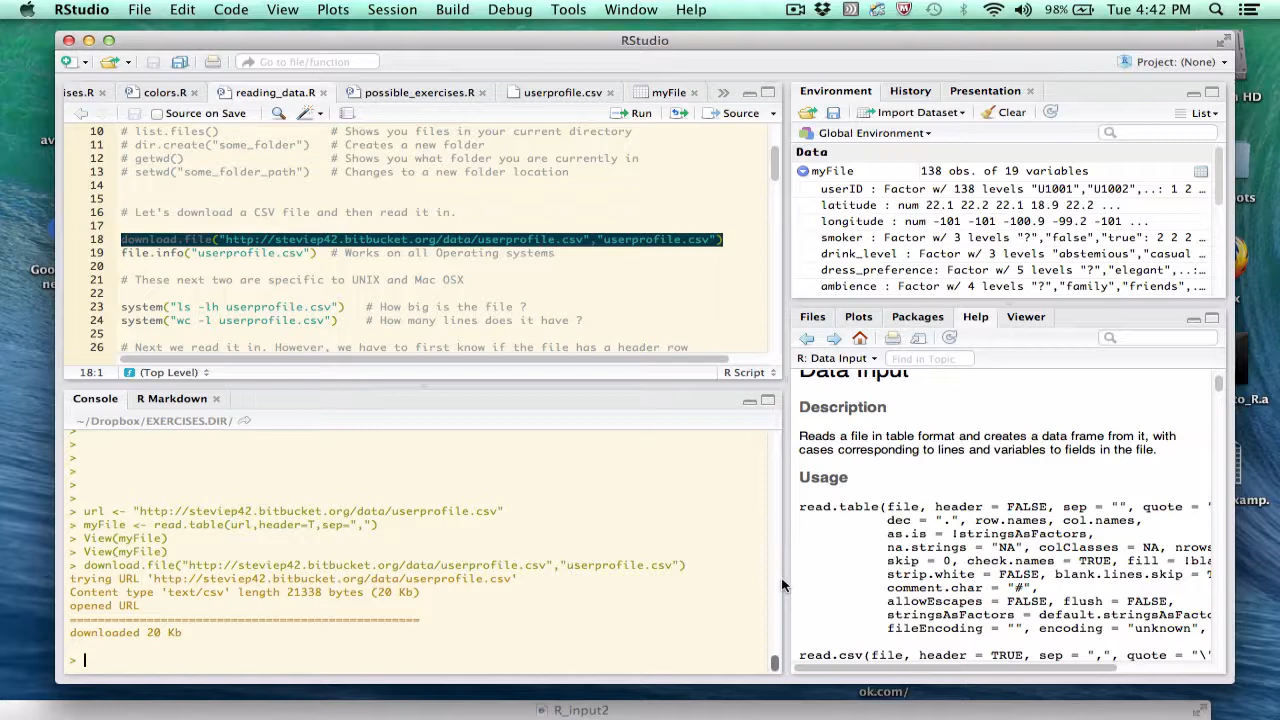 RStudio File Edit Code View Plots Session Build Debug Tools Window Help 98% Tue 4:42 PM
RStudio
Go to file/function
Project: (None)
ises.R colors.R reading_data.R possible_exercises.R userprofile.csv myFile
Source on Save Run Source
10 # list.files() # Shows you files in your current directory
11 # dir.create("some_folder") # Creates a new folder
12 # getwd() # Shows you what folder you are currently in
13 # setwd("some_folder_path") # Changes to a new folder location
14
15
16 # Let's download a CSV file and then read it in.
17
18 download.file("http://steviep42.bitbucket.org/data/userprofile.csv","userprofile.csv")
19 file.info("userprofile.csv") # Works on all Operating systems
20
21 # These next two are specific to UNIX and Mac OSX
22
23 system("ls -lh userprofile.csv") # How big is the file ?
24 system("wc -l userprofile.csv") # How many lines does it have ?
25
26 # Next we read it in. However, we have to first know if the file has a header row
18:1 (Top Level) R Script
Console R Markdown
~/Dropbox/EXERCISES.DIR/
>
>
>
>
>
>
> url <- "http://steviep42.bitbucket.org/data/userprofile.csv"
> myFile <- read.table(url,header=T,sep=",")
> View(myFile)
> View(myFile)
> download.file("http://steviep42.bitbucket.org/data/userprofile.csv","userprofile.csv")
trying URL 'http://steviep42.bitbucket.org/data/userprofile.csv'
Content type 'text/csv' length 21338 bytes (20 Kb)
opened URL
==================================================
downloaded 20 Kb
>
Environment History Presentation
Import Dataset Clear List
Global Environment
Data
myFile 138 obs. of 19 variables
userID : Factor w/ 138 levels "U1001","U1002",..: 1 2 …
latitude : num 22.1 22.2 22.1 18.9 22.2 ...
longitude : num -101 -101 -100.9 -99.2 -101 ...
smoker : Factor w/ 3 levels "?","false","true": 2 2 2…
drink_level : Factor w/ 3 levels "abstemious","casual…
dress_preference: Factor w/ 5 levels "?","elegant",..:…
ambience : Factor w/ 4 levels "?","family","friends",…
Files Plots Packages Help Viewer
R: Data Input Find in Topic
Data Input
Description
Reads a file in table format and creates a data frame from it, with
cases corresponding to lines and variables to fields in the file.
Usage
read.table(file, header = FALSE, sep = "", quote = "
dec = ".", row.names, col.names,
as.is = !stringsAsFactors,
na.strings = "NA", colClasses = NA, nrows
skip = 0, check.names = TRUE, fill = !bla
strip.white = FALSE, blank.lines.skip = T
comment.char = "#",
allowEscapes = FALSE, flush = FALSE,
stringsAsFactors = default.stringsAsFacto
fileEncoding = "", encoding = "unknown",
read.csv(file, header = TRUE, sep = ",", quote = "\"
HD
ots
to_R.a
xamp.
av
Goo
ne
ok.com/
R_input2